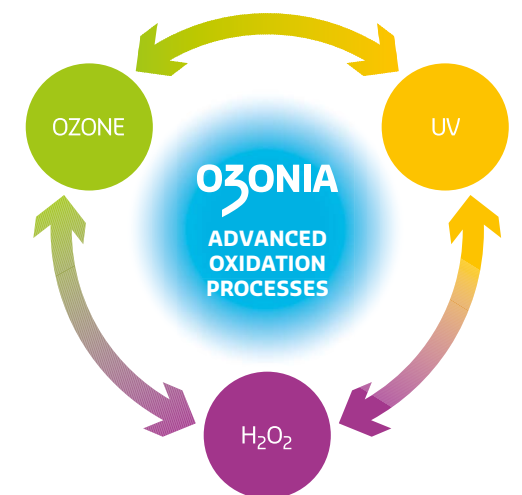 OZONE
UV
OZONIA
ADVANCED
OXIDATION
PROCESSES
H₂O₂